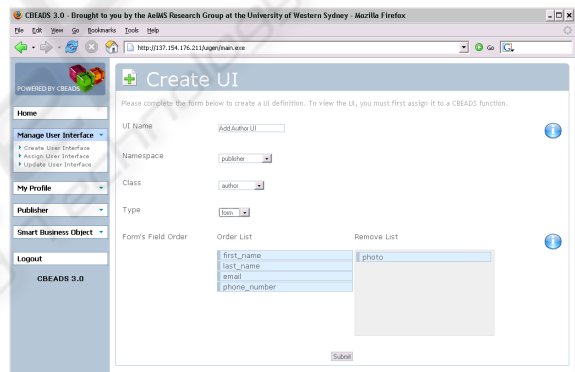 CBEADS 3.0 - Brought to you by the AeIMS Research Group at the University of Western Sydney - Mozilla Firefox
File Edit View Go Bookmarks Tools Help
http://137.154.176.211/uigen/main.exe
Go
POWERED BY CBEADS
Create UI
Please complete the form below to create a UI definition. To view the UI, you must first assign it to a CBEADS function.
Home
Manage User Interface
Create User Interface
Assign User Interface
Update User Interface
My Profile
Publisher
Smart Business Object
Logout
CBEADS 3.0
UI Name
Add Author UI
Namespace
publisher
Class
author
Type
form
Form's Field Order
Order List
Remove List
first_name
last_name
email
phone_number
photo
Submit